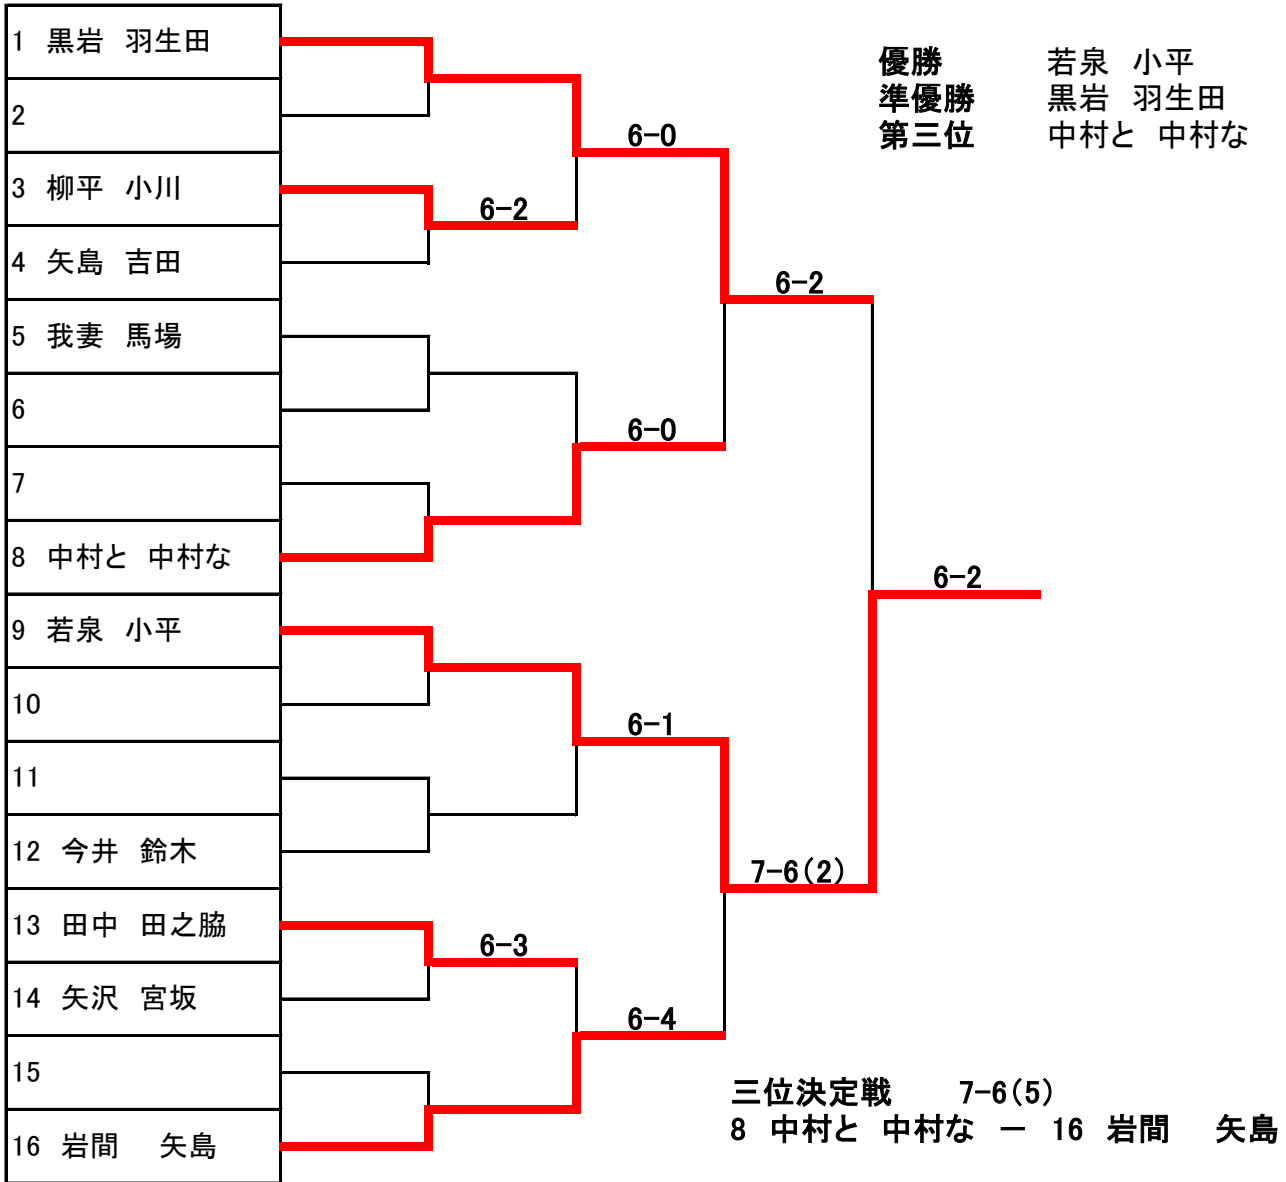 1 黒岩 羽生田
2
3 柳平 小川
4 矢島 吉田
5 我妻 馬場
6
7
8 中村と 中村な
9 若泉 小平
10
11
12 今井 鈴木
13 田中 田之脇
14 矢沢 宮坂
15
16 岩間 矢島
6-2
6-3
6-0
6-0
6-1
6-4
6-2
7-6(2)
6-2
優勝 若泉 小平
準優勝 黒岩 羽生田
第三位 中村と 中村な
三位決定戦 7-6(5)
8 中村と 中村な － 16 岩間 矢島